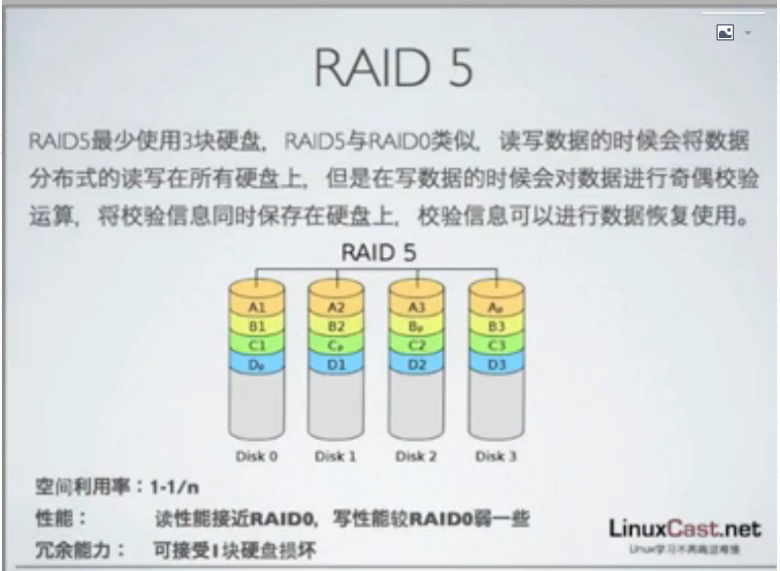 RAID 5
RAID5最少使用3块硬盘，RAID5与RAID0类似，读写数据的时候会将数据
分布式的读写在所有硬盘上，但是在写数据的时候会对数据进行奇偶校验
运算，将校验信息同时保存在硬盘上，校验信息可以进行数据恢复使用。
RAID 5
A1 A2 A3 Ap
B1 B2 Bp B3
C1 Cp C2 C3
Dp D1 D2 D3
Disk 0 Disk 1 Disk 2 Disk 3
空间利用率：1-1/n
性能： 读性能接近RAID0，写性能较RAID0弱一些
冗余能力： 可接受1块硬盘损坏
LinuxCast.net
Linux学习不再